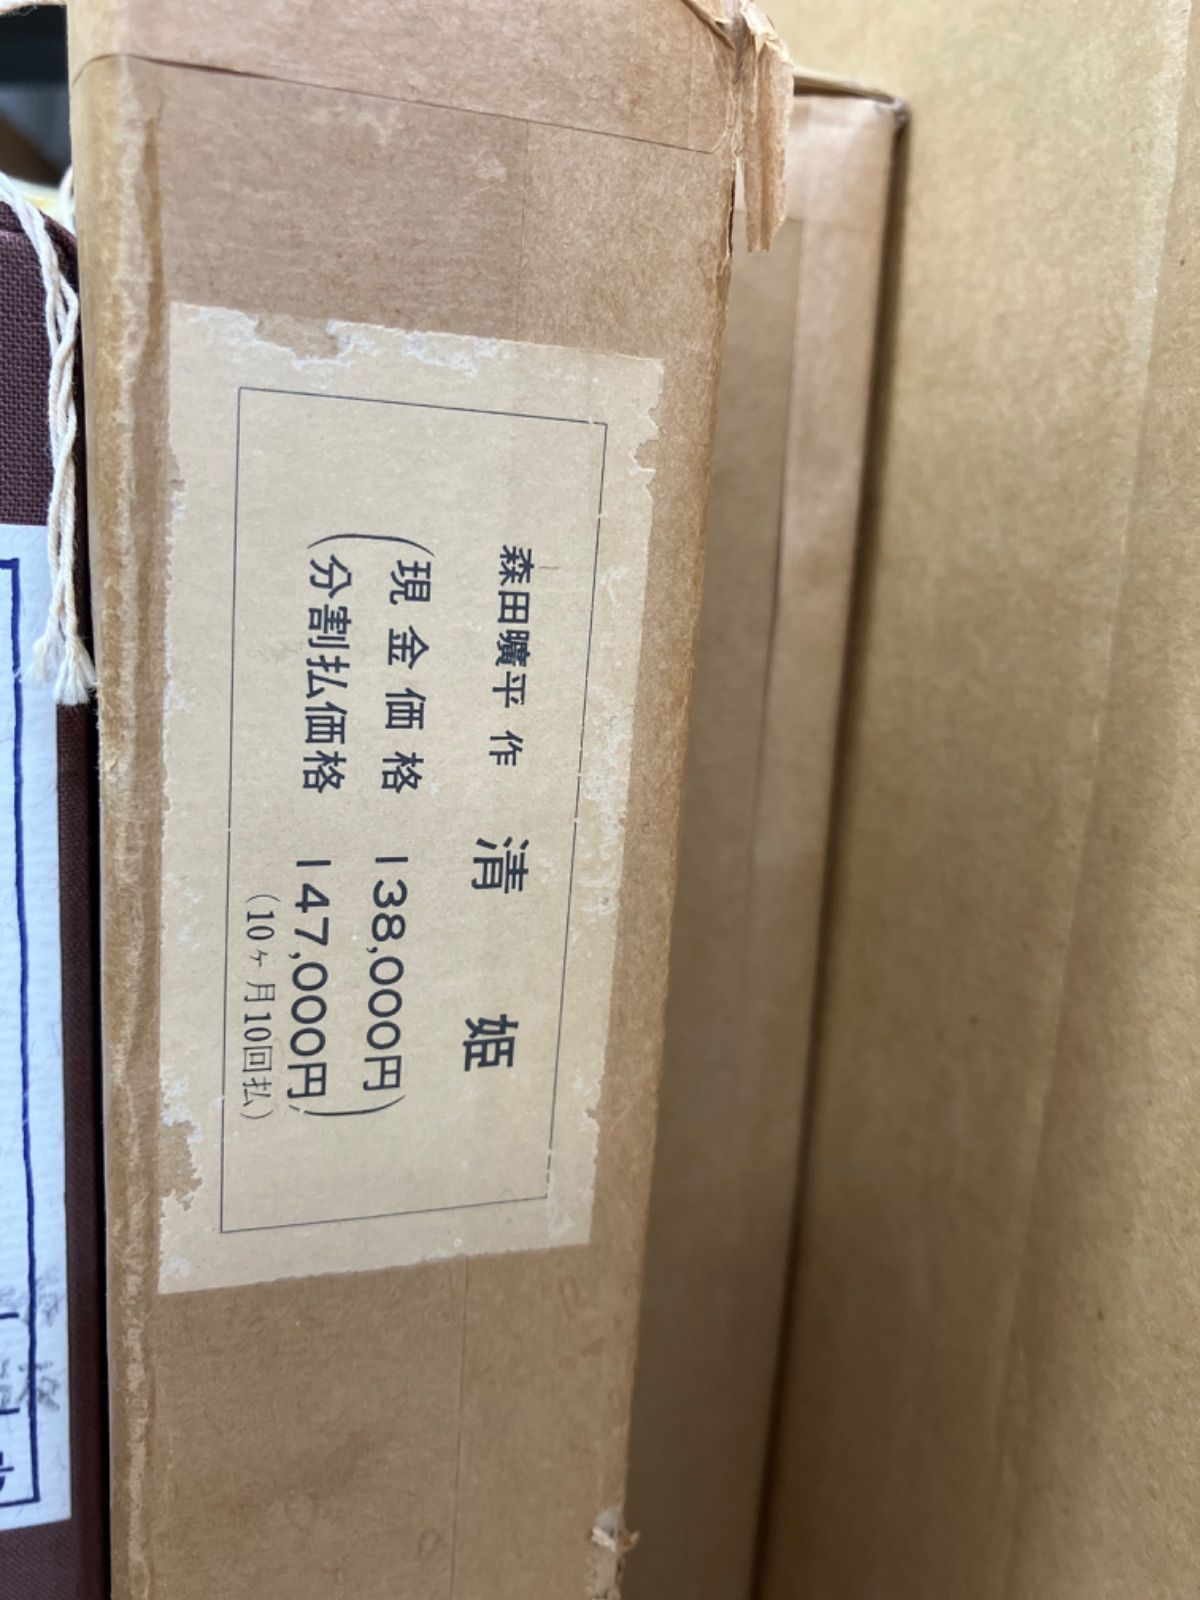 森田曠平 作 清姫
(現金価格 138,000円
分割払価格 147,000円)
(10ヶ月10回払)